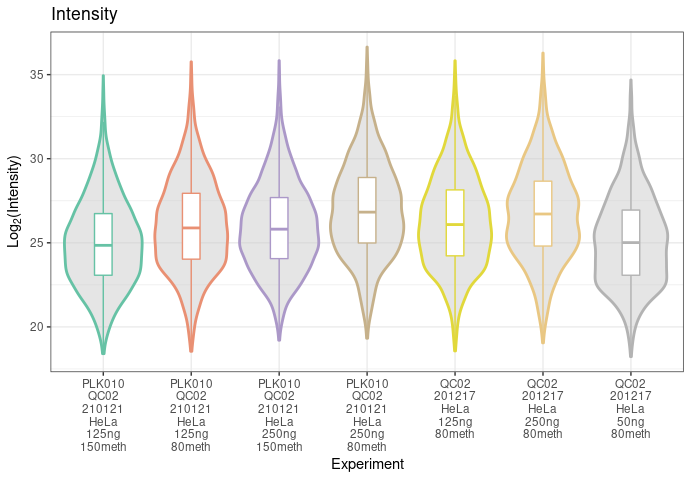 Intensity
Log2(Intensity)
35
30
25
20
PLK010
QC02
210121
HeLa
125ng
150meth
PLK010
QC02
210121
HeLa
125ng
80meth
PLK010
QC02
210121
HeLa
250ng
150meth
PLK010
QC02
210121
HeLa
250ng
80meth
QC02
201217
HeLa
125ng
80meth
QC02
201217
HeLa
250ng
80meth
QC02
201217
HeLa
50ng
80meth
Experiment